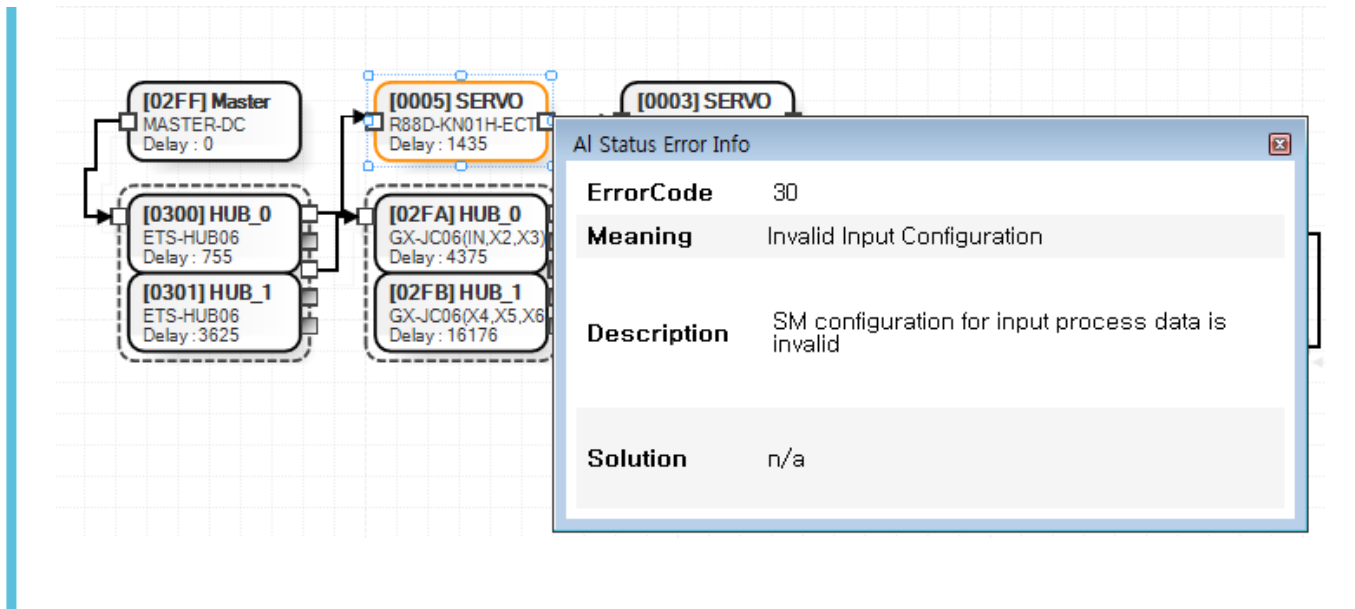 [02FF] Master
MASTER-DC
Delay : 0
[0005] SERVO
R88D-KN01H-ECT
Delay : 1435
[0003] SERVO
[0300] HUB_0
ETS-HUB06
Delay : 755
[0301] HUB_1
ETS-HUB06
Delay : 3625
[02FA] HUB_0
GX-JC06(IN,X2,X3)
Delay : 4375
[02FB] HUB_1
GX-JC06(X4,X5,X6
Delay : 16176
Al Status Error Info
ErrorCode 30
Meaning Invalid Input Configuration
Description SM configuration for input process data is
invalid
Solution n/a